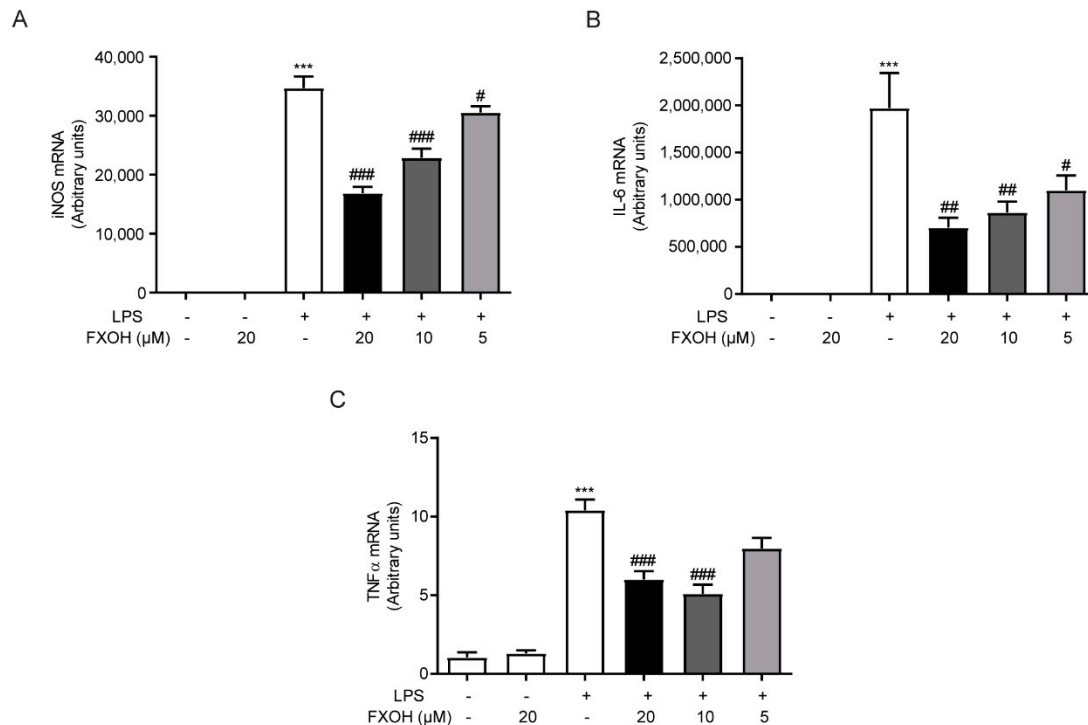 A
iNOS mRNA
(Arbitrary units)
40,000
30,000
20,000
10,000
0
***
###
###
#
LPS - - + + + +
FXOH (µM) - 20 - 20 10 5
B
IL-6 mRNA
(Arbitrary units)
2,500,000
2,000,000
1,500,000
1,000,000
500,000
0
***
##
##
#
LPS - - + + + +
FXOH (µM) - 20 - 20 10 5
C
TNFα mRNA
(Arbitrary units)
15
10
5
0
***
###
###
LPS - - + + + +
FXOH (µM) - 20 - 20 10 5